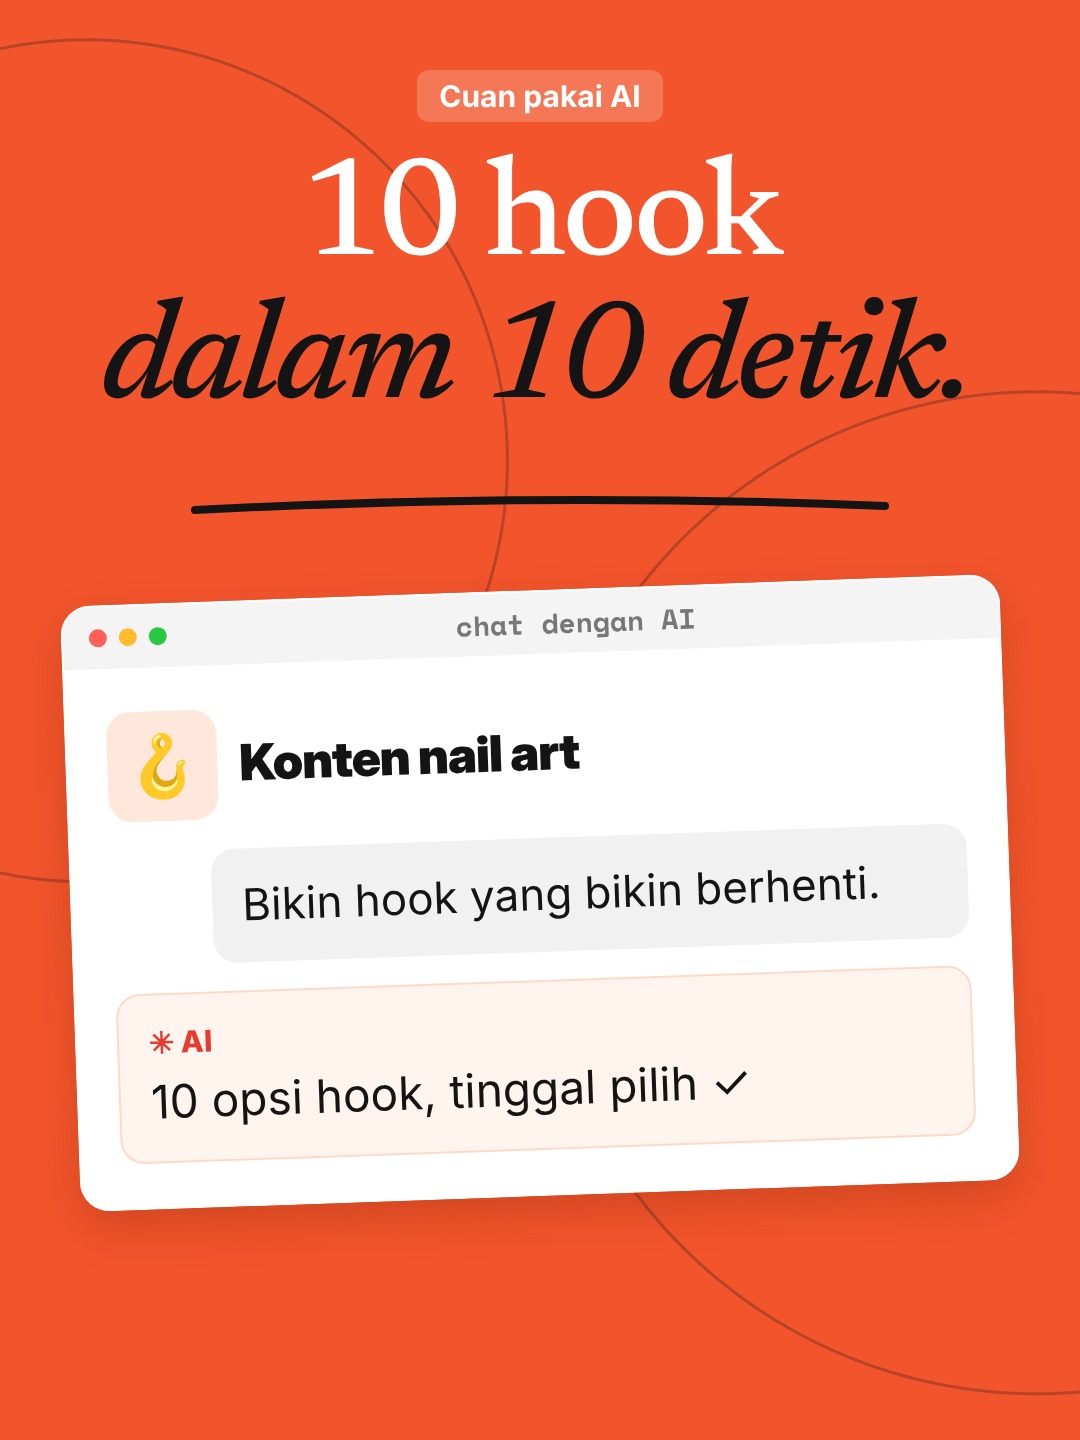 Cuan pakai AI
10 hook
dalam 10 detik.
chat dengan AI
Konten nail art
Bikin hook yang bikin berhenti.
✳ AI
10 opsi hook, tinggal pilih ✓